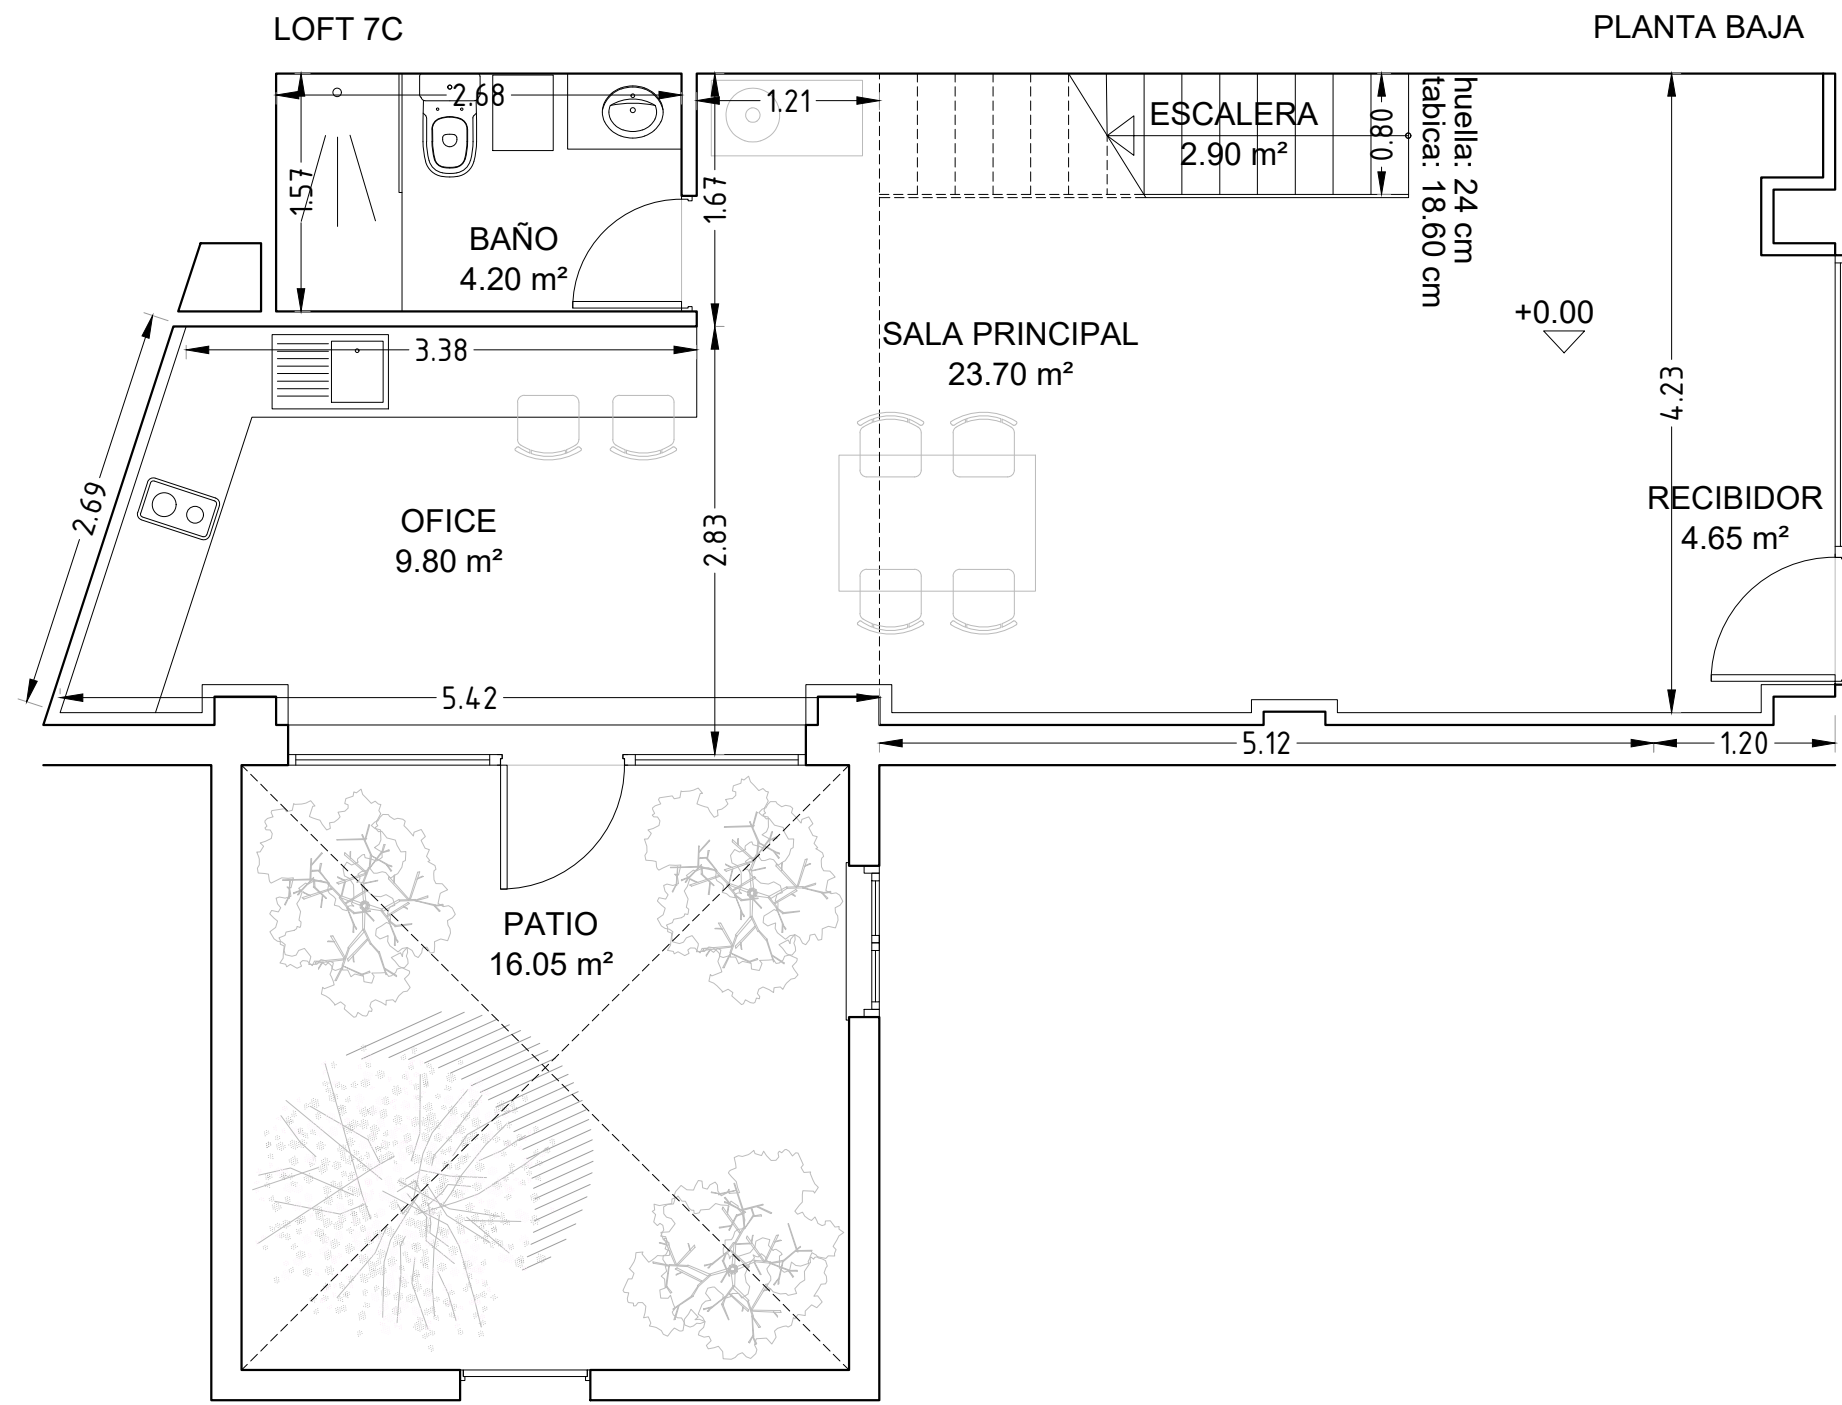 LOFT 7C
PLANTA BAJA
2.68
1.21
ESCALERA
2.90 m²
0.80
huella: 24 cm
tabica: 18.60 cm
1.57
1.67
BAÑO
4.20 m²
+0.00
SALA PRINCIPAL
23.70 m²
3.38
4.23
2.69
OFICE
9.80 m²
2.83
RECIBIDOR
4.65 m²
5.42
5.12
1.20
PATIO
16.05 m²